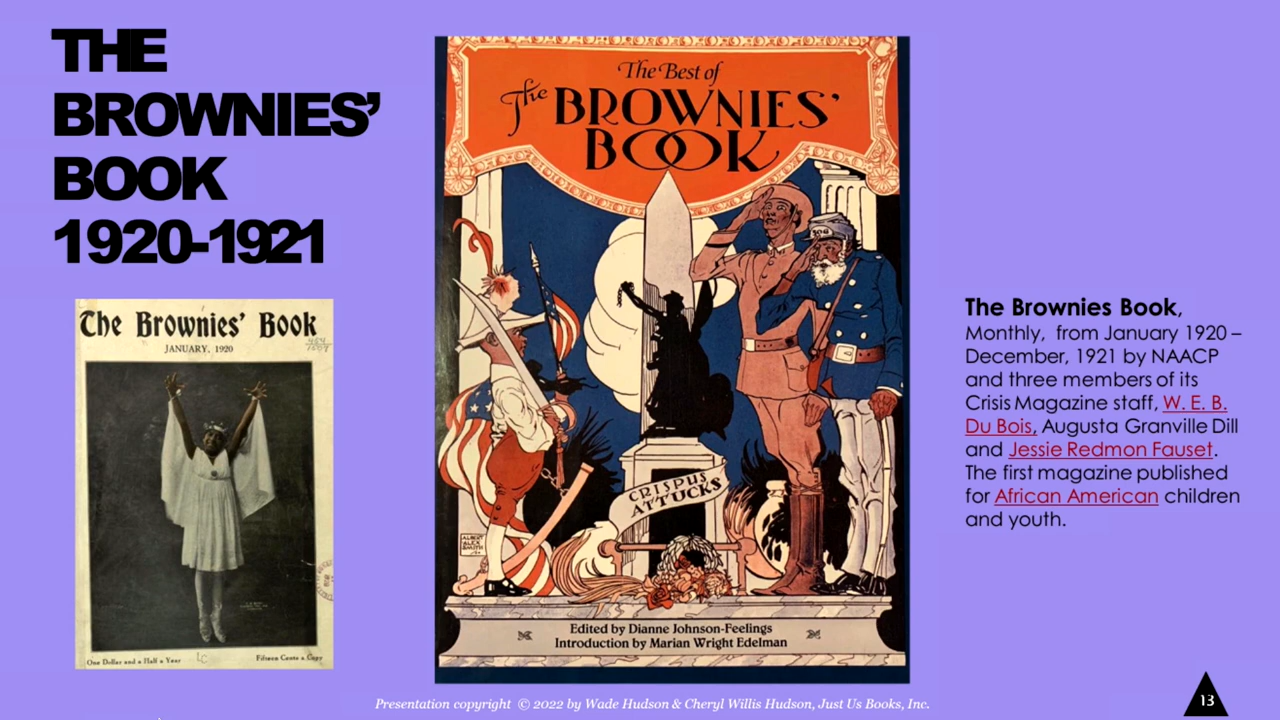 THE
BROWNIES’
BOOK
1920-1921
The Brownies' Book
JANUARY, 1920
One Dollar and a Half a Year
LC
Fifteen Cents a Copy
The Best of
The BROWNIES'
BOOK
CRISPUS
ATTUCKS
ALBERT
ALEX
SMITH
Edited by Dianne Johnson-Feelings
Introduction by Marian Wright Edelman
The Brownies Book,
Monthly,  from January 1920 –
December, 1921 by NAACP
and three members of its
Crisis Magazine staff, W. E. B.
Du Bois, Augusta Granville Dill
and Jessie Redmon Fauset.
The first magazine published
for African American children
and youth.
Presentation copyright  © 2022 by Wade Hudson & Cheryl Willis Hudson, Just Us Books, Inc.
13